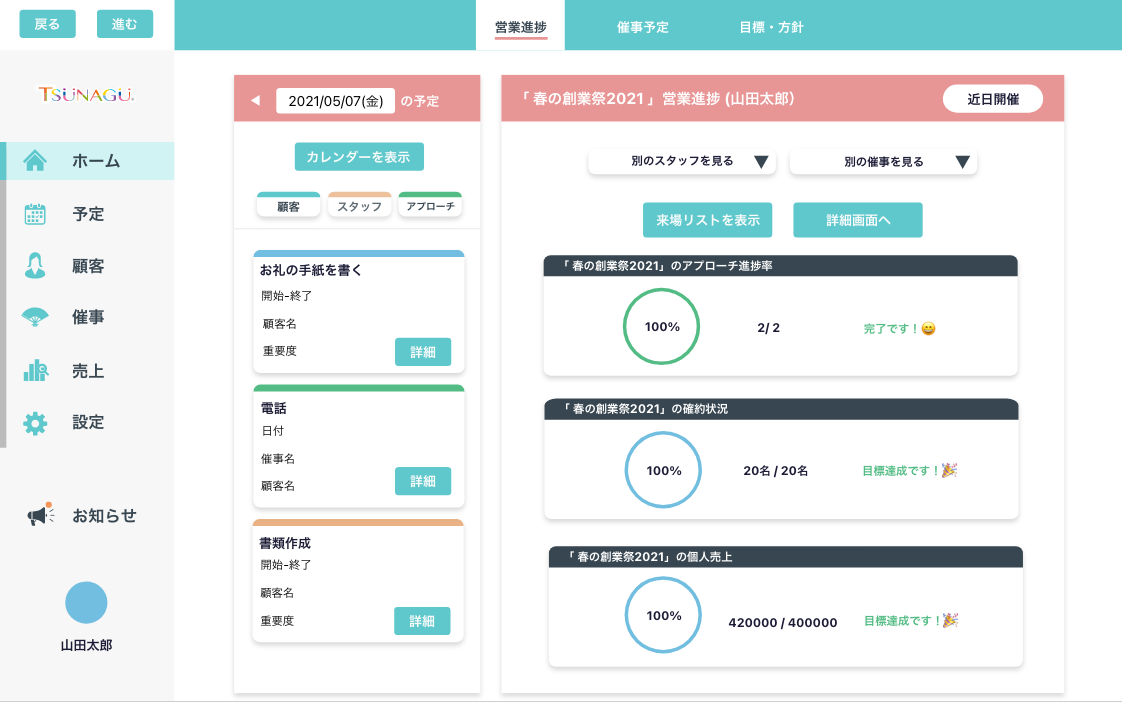 戻る
進む
営業進捗
催事予定
目標・方針
TSUNAGU.
ホーム
予定
顧客
催事
売上
設定
お知らせ
山田太郎
2021/05/07(金) の予定
カレンダーを表示
顧客
スタッフ
アプローチ
お礼の手紙を書く
開始-終了
顧客名
重要度
詳細
電話
日付
催事名
顧客名
詳細
書類作成
開始-終了
顧客名
重要度
詳細
「 春の創業祭2021 」営業進捗 (山田太郎)
近日開催
別のスタッフを見る
別の催事を見る
来場リストを表示
詳細画面へ
「 春の創業祭2021」のアプローチ進捗率
100%
2/ 2
完了です！😄
「 春の創業祭2021」の確約状況
100%
20名 / 20名
目標達成です！🎉
「 春の創業祭2021」の個人売上
100%
420000 / 400000
目標達成です！🎉